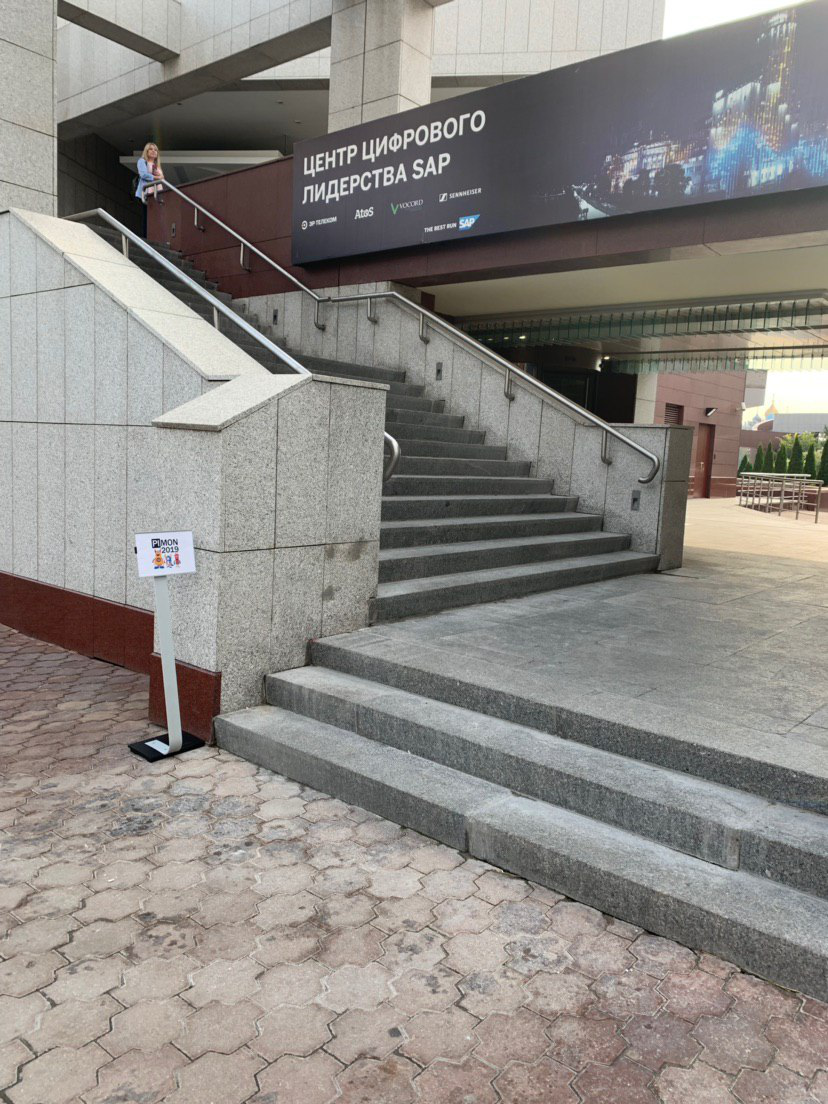 ЦЕНТР ЦИФРОВОГО
ЛИДЕРСТВА SAP
ЭР ТЕЛЕКОМ
AtoS
VOCORD
SENNHEISER
THE BEST RUN SAP
PIMON
2019